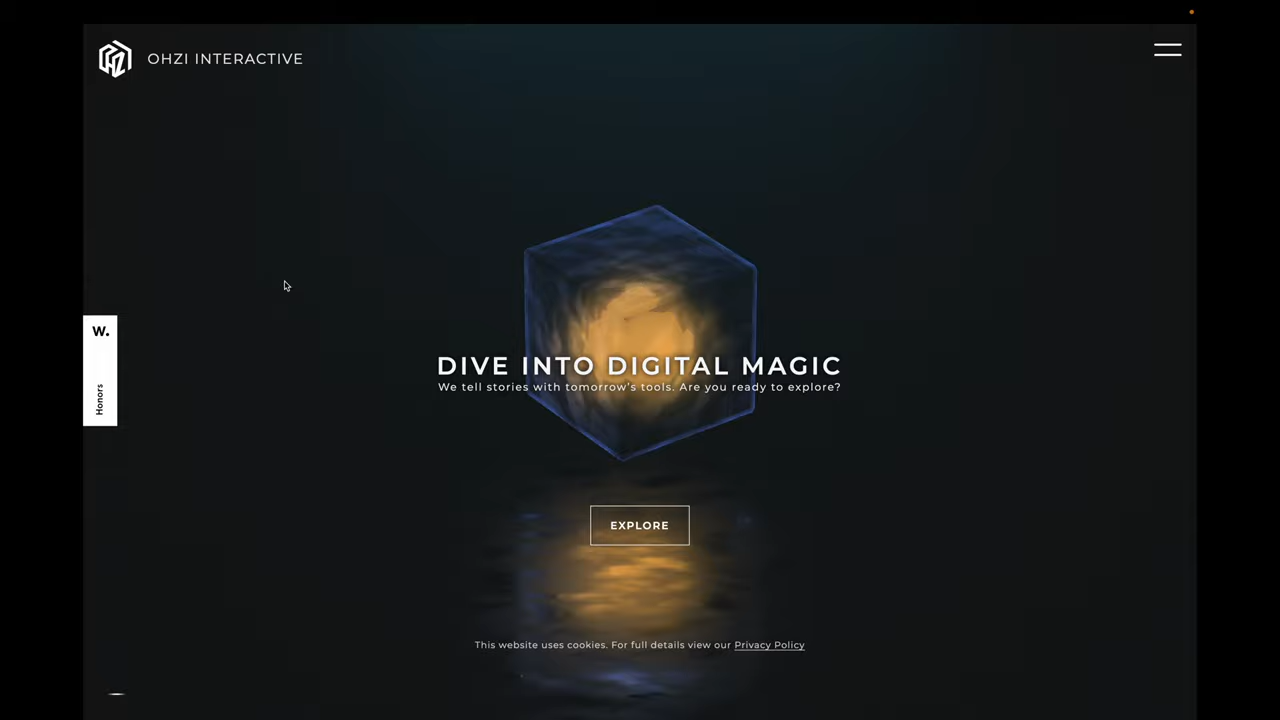 OHZI INTERACTIVE
W.
Honors
DIVE INTO DIGITAL MAGIC
We tell stories with tomorrow's tools. Are you ready to explore?
EXPLORE
This website uses cookies. For full details view our Privacy Policy